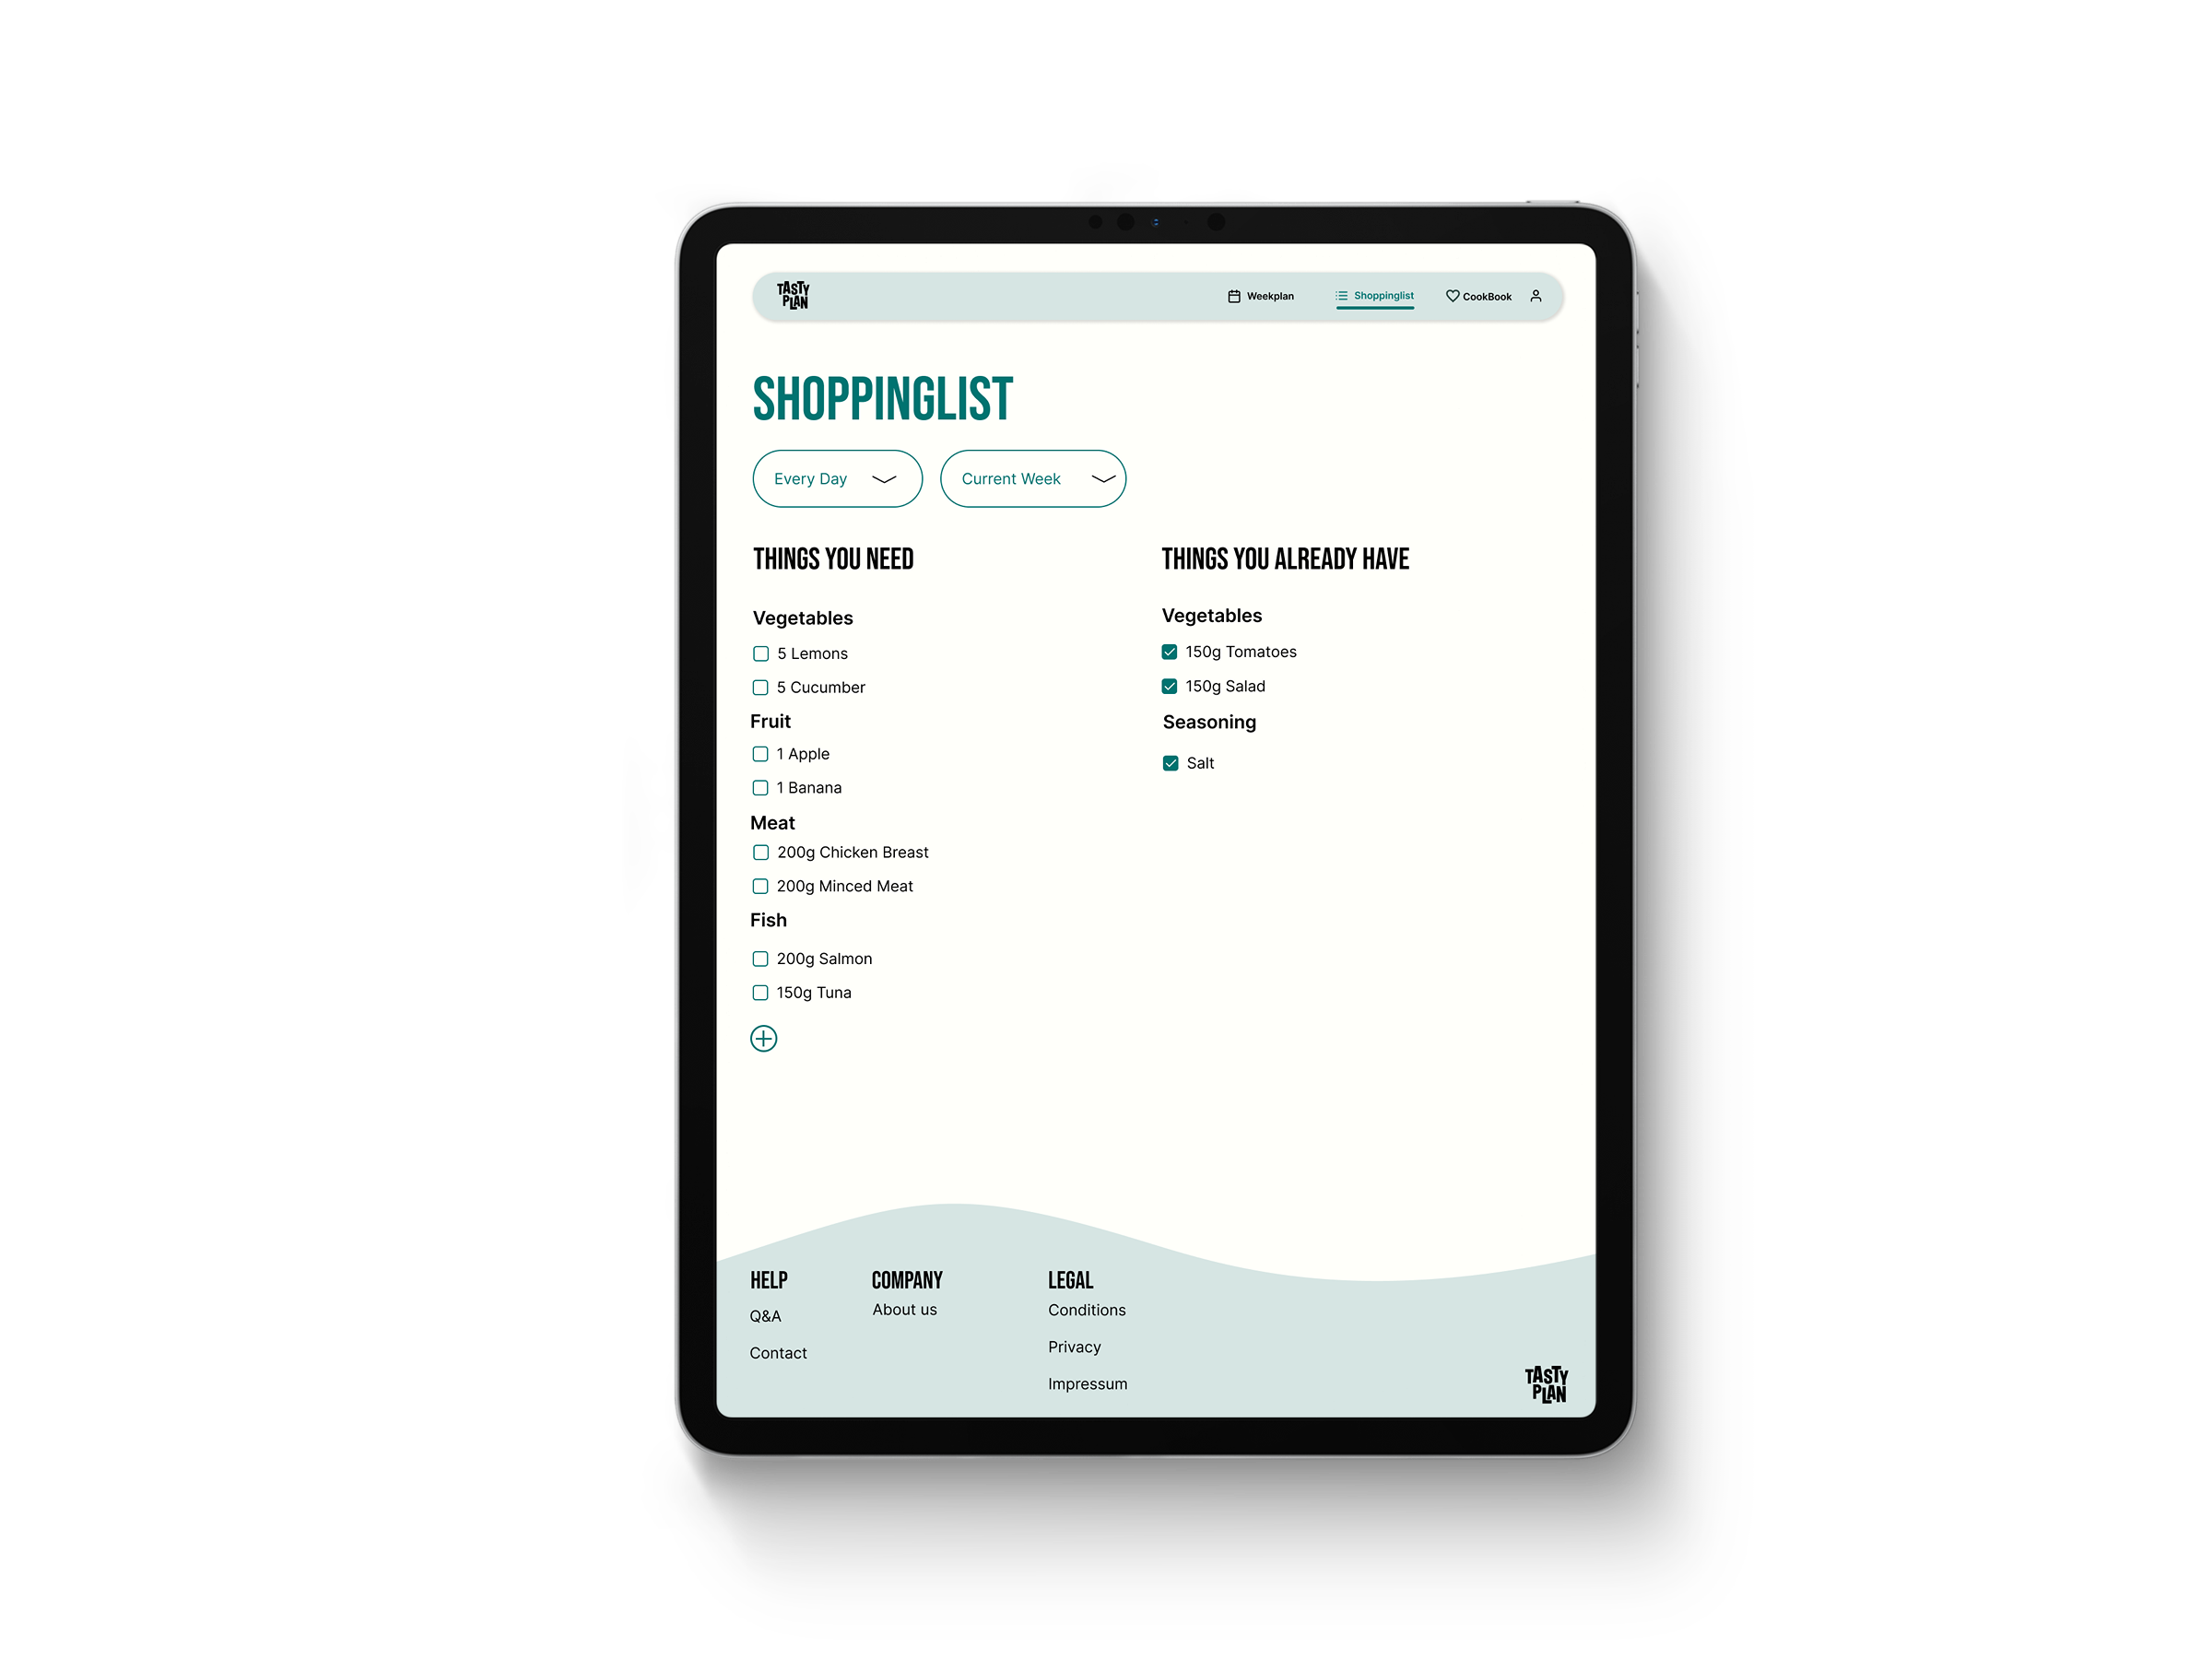 TASTY
PLAN
Weekplan
Shoppinglist
CookBook
SHOPPINGLIST
Every Day
Current Week
THINGS YOU NEED
Vegetables
5 Lemons
5 Cucumber
Fruit
1 Apple
1 Banana
Meat
200g Chicken Breast
200g Minced Meat
Fish
200g Salmon
150g Tuna
THINGS YOU ALREADY HAVE
Vegetables
150g Tomatoes
150g Salad
Seasoning
Salt
HELP
Q&A
Contact
COMPANY
About us
LEGAL
Conditions
Privacy
Impressum
TASTY
PLAN